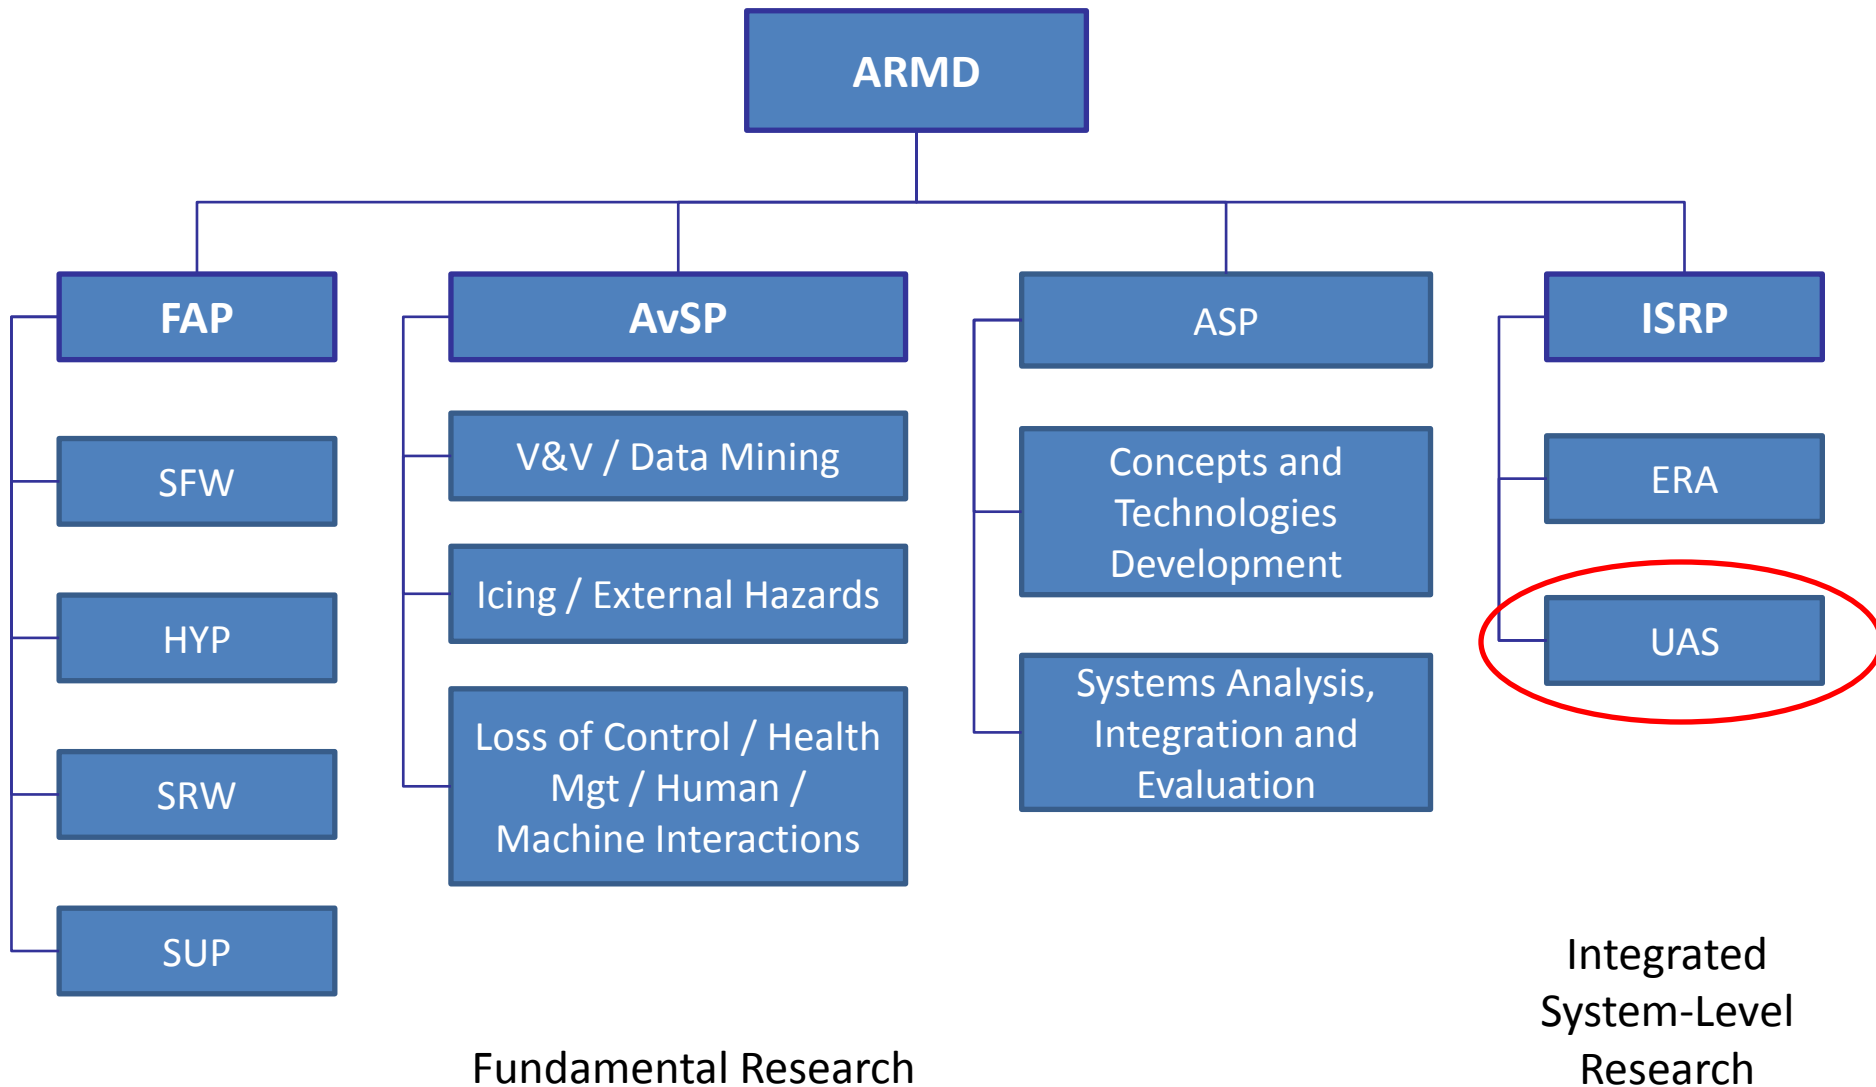 ARMD
FAP
SFW
HYP
SRW
SUP
AvSP
V&V / Data Mining
Icing / External Hazards
Loss of Control / Health
Mgt / Human /
Machine Interactions
ASP
Concepts and
Technologies
Development
Systems Analysis,
Integration and
Evaluation
ISRP
ERA
UAS
Fundamental Research
Integrated
System-Level
Research